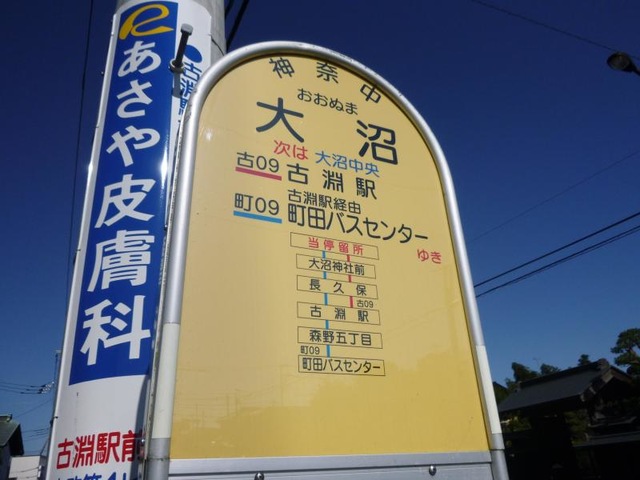 神奈中
おおぬま
大沼
次は 大沼中央
古09 古淵駅
古淵駅経由
町09 町田バスセンター
ゆき
当停留所
大沼神社前
長久保
古09
古淵駅
森野五丁目
町09
町田バスセンター
あさや皮膚科
古淵駅前
古淵駅